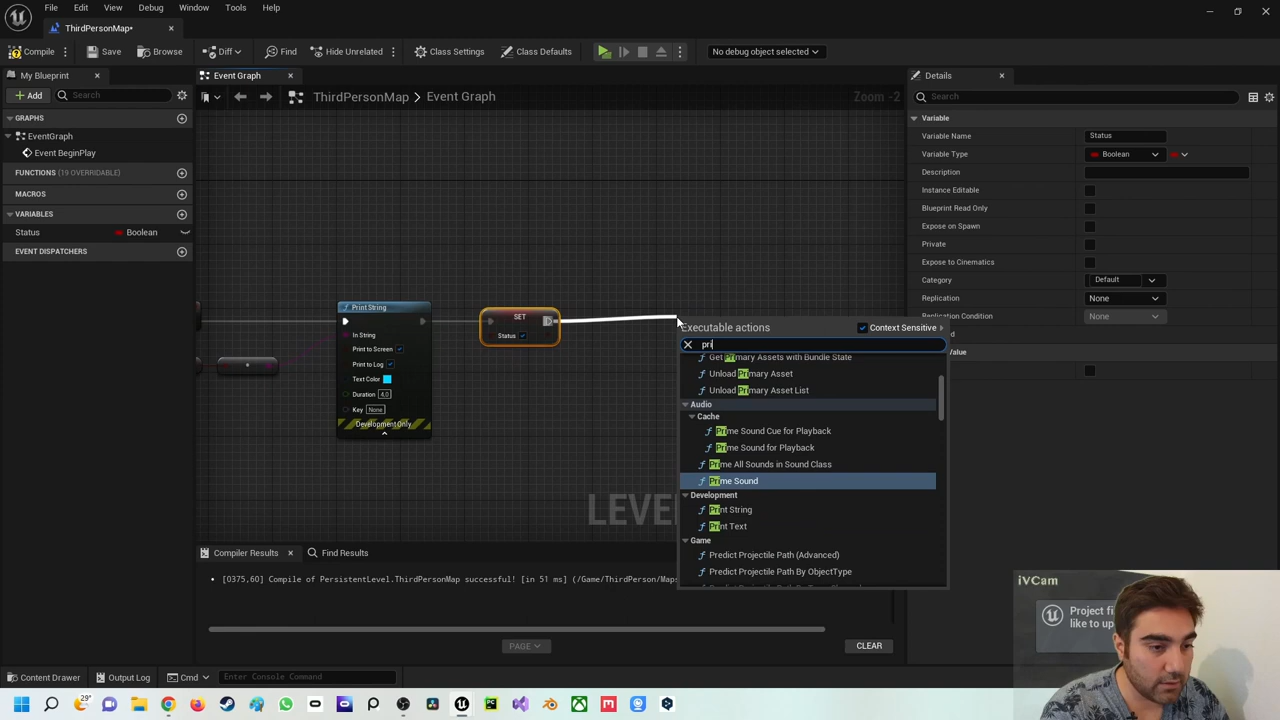 File Edit View Debug Window Tools Help
ThirdPersonMap*
Compile Save Browse Diff Find Hide Unrelated Class Settings Class Defaults No debug object selected
My Blueprint Event Graph Details
Add Search ThirdPersonMap Event Graph Zoom -2 Search
GRAPHS
EventGraph
Event BeginPlay
FUNCTIONS (19 OVERRIDABLE)
MACROS
VARIABLES
Status Boolean
EVENT DISPATCHERS
Print String
In String
Print to Screen
Print to Log
Text Color
Duration 4,0
Key None
Development Only
SET
Status
Executable actions Context Sensitive
pri
Get Primary Assets with Bundle State
Unload Primary Asset
Unload Primary Asset List
Audio
Cache
Prime Sound Cue for Playback
Prime Sound for Playback
Prime All Sounds in Sound Class
Prime Sound
Development
Print String
Print Text
Game
Predict Projectile Path (Advanced)
Predict Projectile Path By ObjectType
Variable
Variable Name Status
Variable Type Boolean
Description
Instance Editable
Blueprint Read Only
Expose on Spawn
Private
Expose to Cinematics
Category Default
Replication None
Replication Condition None
Value
LEVE
Compiler Results Find Results
[0375,60] Compile of PersistentLevel.ThirdPersonMap successful! [in 51 ms] (/Game/ThirdPerson/Maps
PAGE CLEAR
iVCam
Project fi
like to up
Content Drawer Output Log Cmd Enter Console Command
29°